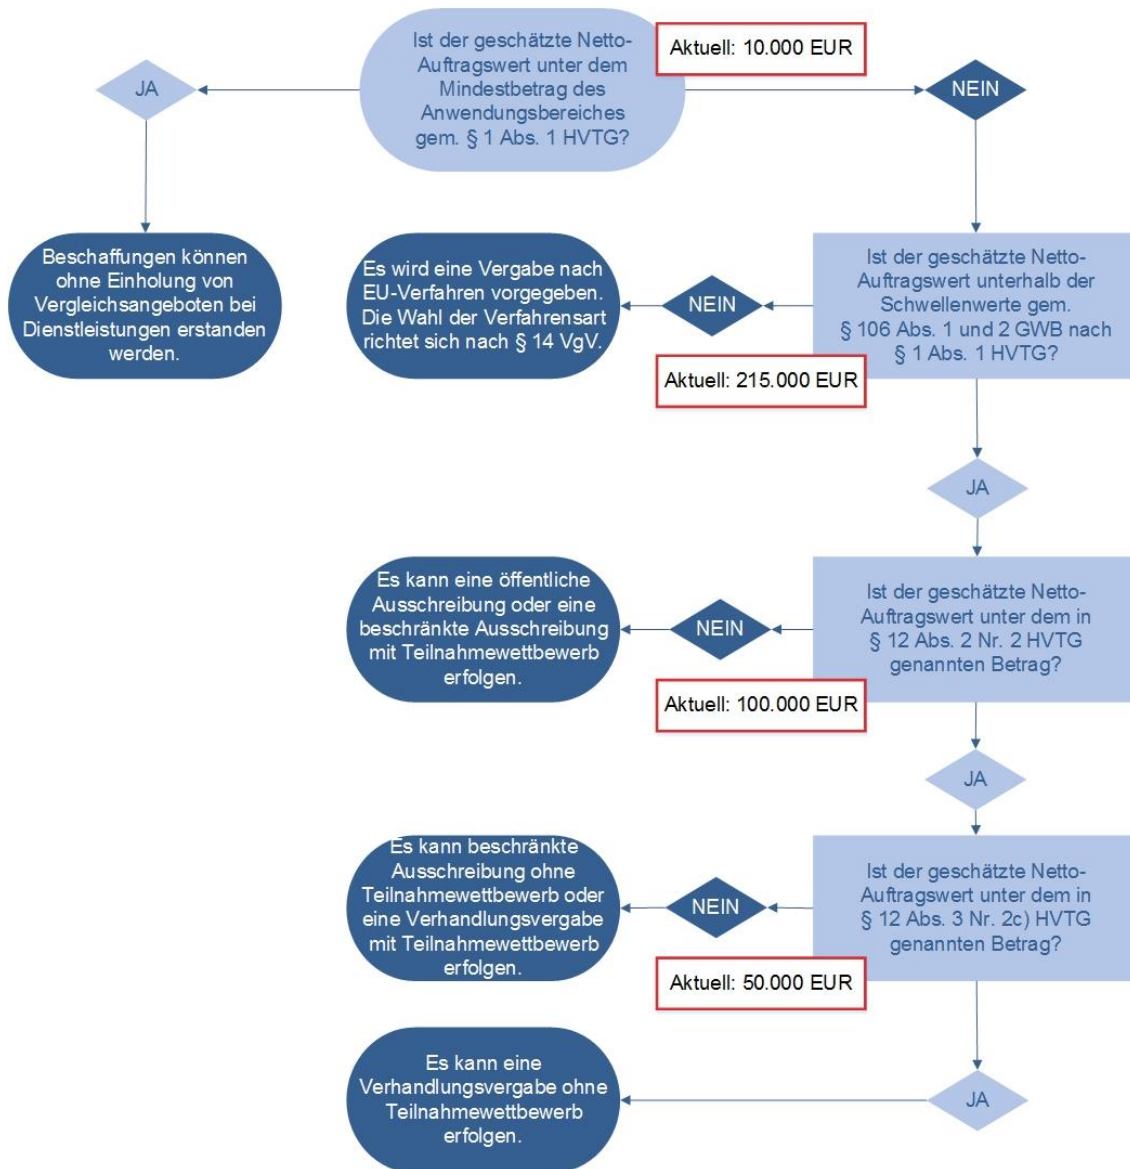 Ist der geschätzte Netto-
Auftragswert unter dem
Mindestbetrag des
Anwendungsbereiches
gem. § 1 Abs. 1 HVTG?
Aktuell: 10.000 EUR
JA
NEIN
Beschaffungen können
ohne Einholung von
Vergleichsangeboten bei
Dienstleistungen erstanden
werden.
Es wird eine Vergabe nach
EU-Verfahren vorgegeben.
Die Wahl der Verfahrensart
richtet sich nach § 14 VgV.
NEIN
Ist der geschätzte Netto-
Auftragswert unterhalb der
Schwellenwerte gem.
§ 106 Abs. 1 und 2 GWB nach
§ 1 Abs. 1 HVTG?
Aktuell: 215.000 EUR
JA
Es kann eine öffentliche
Ausschreibung oder eine
beschränkte Ausschreibung
mit Teilnahmewettbewerb
erfolgen.
NEIN
Ist der geschätzte Netto-
Auftragswert unter dem in
§ 12 Abs. 2 Nr. 2 HVTG
genannten Betrag?
Aktuell: 100.000 EUR
JA
Es kann beschränkte
Ausschreibung ohne
Teilnahmewettbewerb oder
eine Verhandlungsvergabe
mit Teilnahmewettbewerb
erfolgen.
NEIN
Ist der geschätzte Netto-
Auftragswert unter dem in
§ 12 Abs. 3 Nr. 2c) HVTG
genannten Betrag?
Aktuell: 50.000 EUR
Es kann eine
Verhandlungsvergabe ohne
Teilnahmewettbewerb
erfolgen.
JA